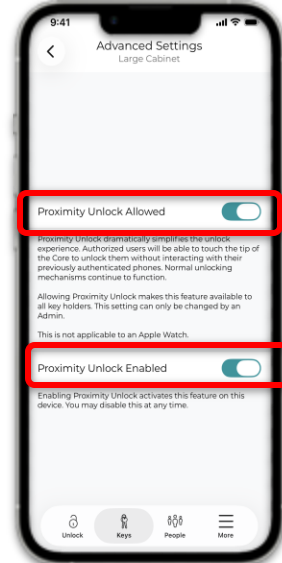 9:41
Advanced Settings
Large Cabinet
Proximity Unlock Allowed
Proximity Unlock dramatically simplifies the unlock
experience. Authorized users will be able to touch the tip of
the Core to unlock them without interacting with their
previously authenticated phones. Normal unlocking
mechanisms continue to function.
Allowing Proximity Unlock makes this feature available to
all key holders. This setting can only be changed by an
Admin.
This is not applicable to an Apple Watch.
Proximity Unlock Enabled
Enabling Proximity Unlock activates this feature on this
device. You may disable this at any time.
Unlock Keys People More